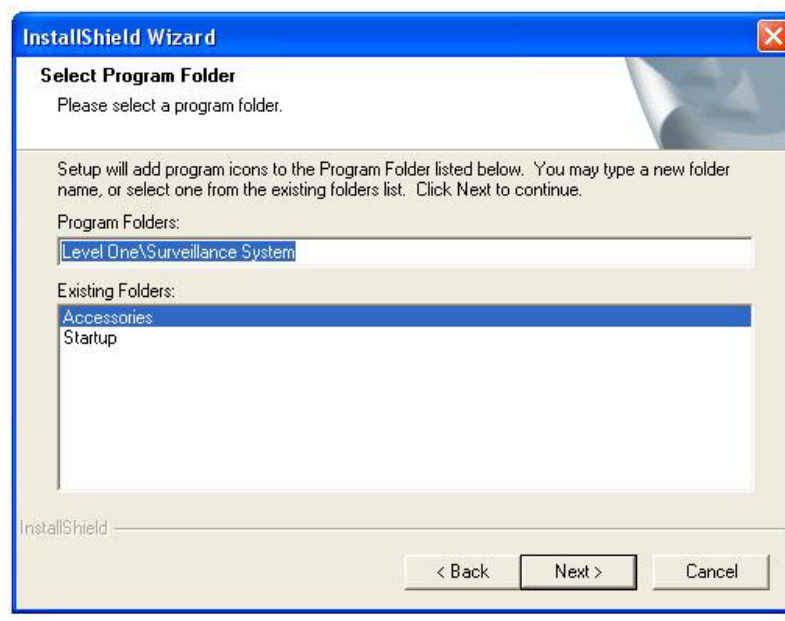 InstallShield Wizard
Select Program Folder
Please select a program folder.
Setup will add program icons to the Program Folder listed below.  You may type a new folder
name, or select one from the existing folders list.  Click Next to continue.
Program Folders:
Level One\Surveillance System
Existing Folders:
Accessories
Startup
InstallShield
< Back
Next >
Cancel